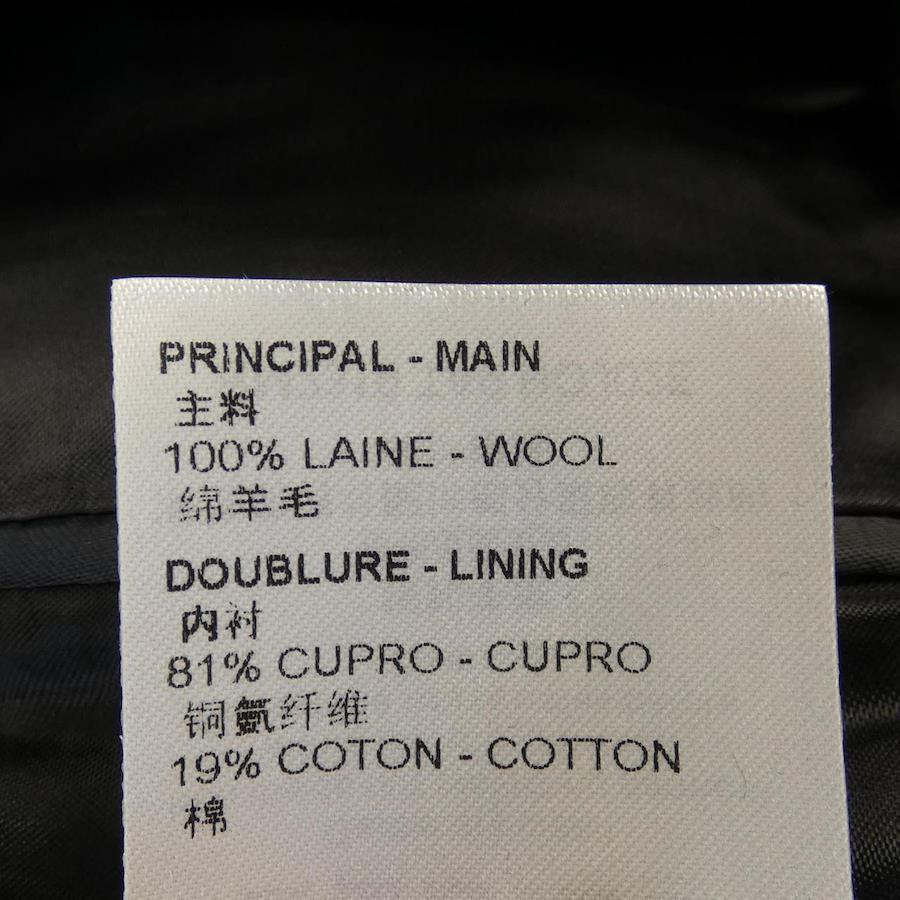 PRINCIPAL - MAIN
主料
100% LAINE - WOOL
绵羊毛
DOUBLURE - LINING
内衬
81% CUPRO - CUPRO
铜氨纤维
19% COTON - COTTON
棉